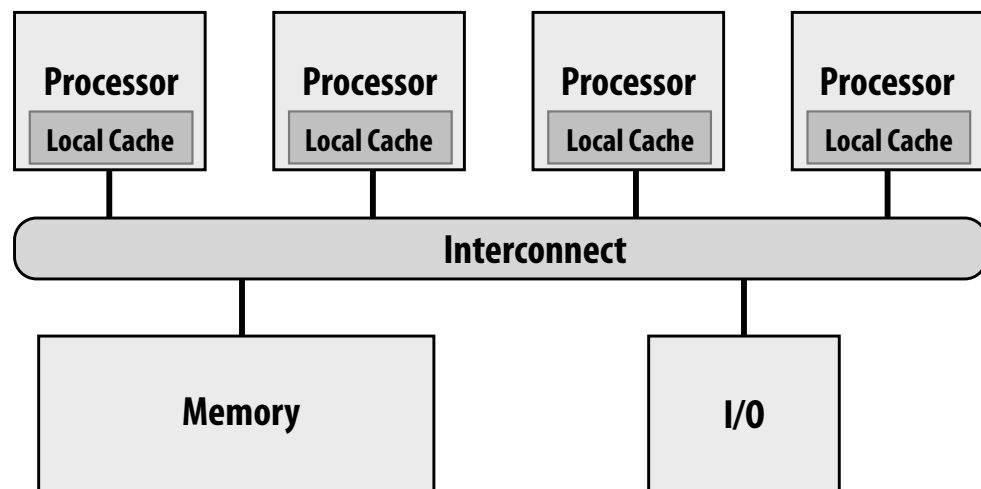 Processor Processor Processor Processor
Local Cache Local Cache Local Cache Local Cache
Interconnect
Memory I/O